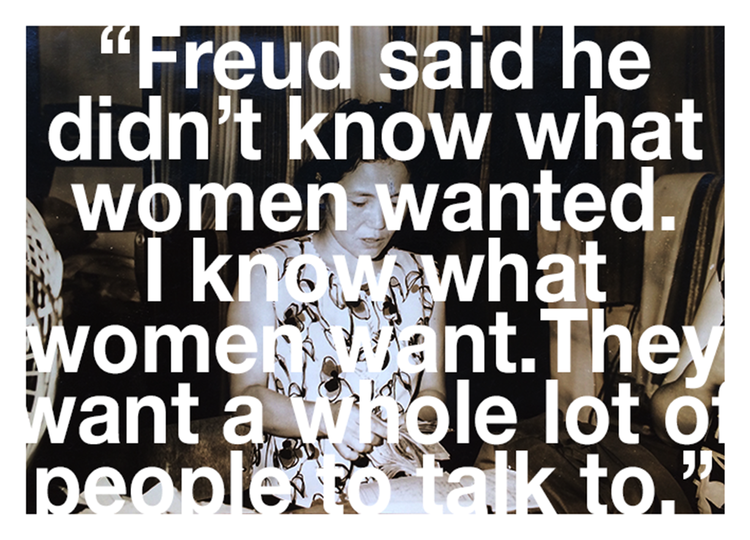 “Freud said he
didn’t know what
women wanted.
I know what
women want.They
want a whole lot of
people to talk to.”